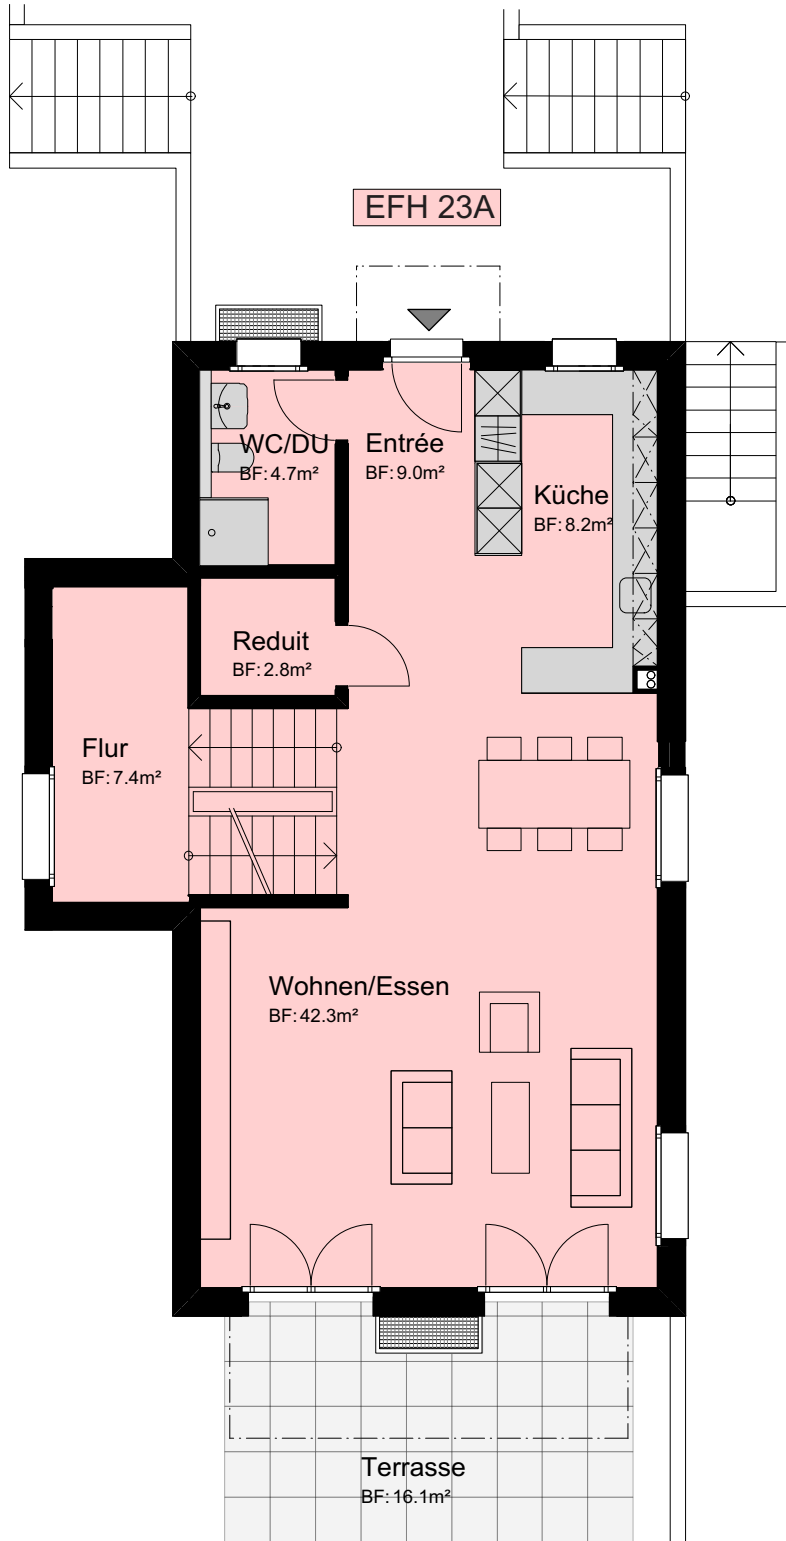 EFH 23A
WC/DU
BF: 4.7m²
Entrée
BF: 9.0m²
Küche
BF: 8.2m²
Reduit
BF: 2.8m²
Flur
BF: 7.4m²
Wohnen/Essen
BF: 42.3m²
Terrasse
BF: 16.1m²